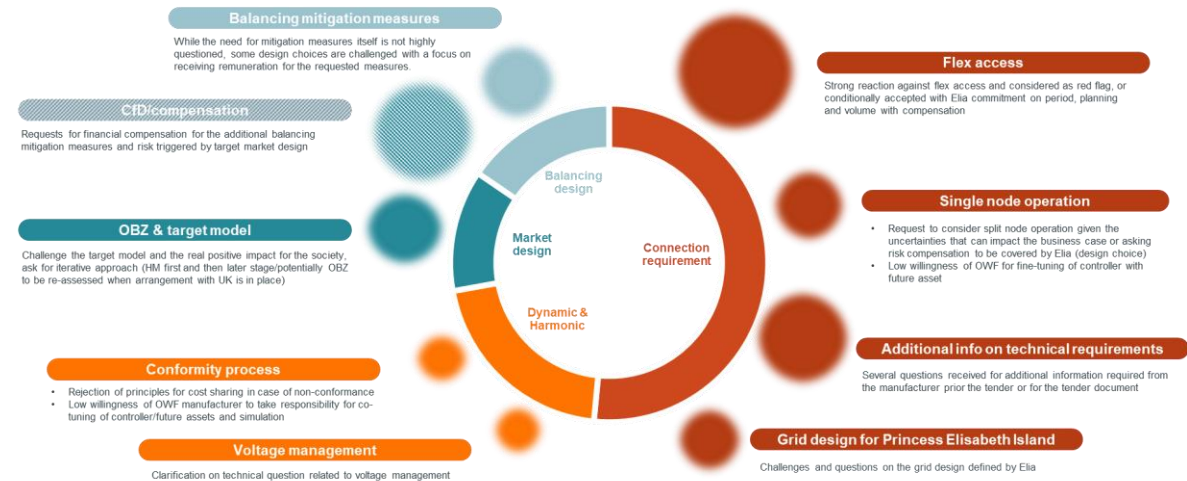 Balancing mitigation measures
While the need for mitigation measures itself is not highly
questioned, some design choices are challenged with a focus on
receiving remuneration for the requested measures.
CfD/compensation
Requests for financial compensation for the additional balancing
mitigation measures and risk triggered by target market design
OBZ & target model
Challenge the target model and the real positive impact for the society,
ask for iterative approach (HM first and then later stage/potentially OBZ
to be re-assessed when arrangement with UK is in place)
Conformity process
• Rejection of principles for cost sharing in case of non-conformance
• Low willingness of OWF manufacturer to take responsibility for co-
tuning of controller/future assets and simulation
Voltage management
Clarification on technical question related to voltage management
Balancing
design
Market
design
Dynamic &
Harmonic
Connection
requirement
Flex access
Strong reaction against flex access and considered as red flag, or
conditionally accepted with Elia commitment on period, planning
and volume with compensation
Single node operation
• Request to consider split node operation given the
uncertainties that can impact the business case or asking
risk compensation to be covered by Elia (design choice)
• Low willingness of OWF for fine-tuning of controller with
future asset
Additional info on technical requirements
Several questions received for additional information required from
the manufacturer prior the tender or for the tender document
Grid design for Princess Elisabeth Island
Challenges and questions on the grid design defined by Elia